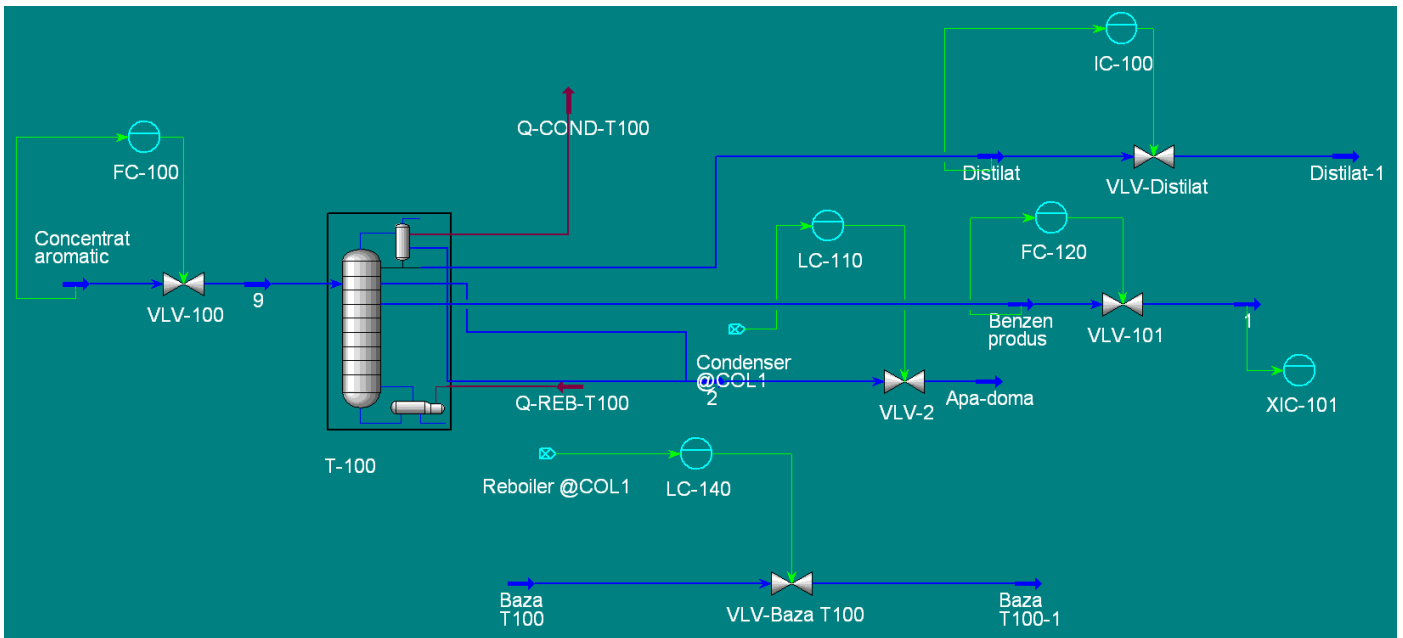 IC-100
Q-COND-T100
FC-100
Distilat
VLV-Distilat
Distilat-1
Concentrat
aromatic
LC-110
FC-120
9
VLV-100
Benzen
produs
VLV-101
1
Condenser
@COL1
2
VLV-2
Apa-doma
XIC-101
Q-REB-T100
T-100
Reboiler @COL1
LC-140
Baza
T100
VLV-Baza T100
Baza
T100-1